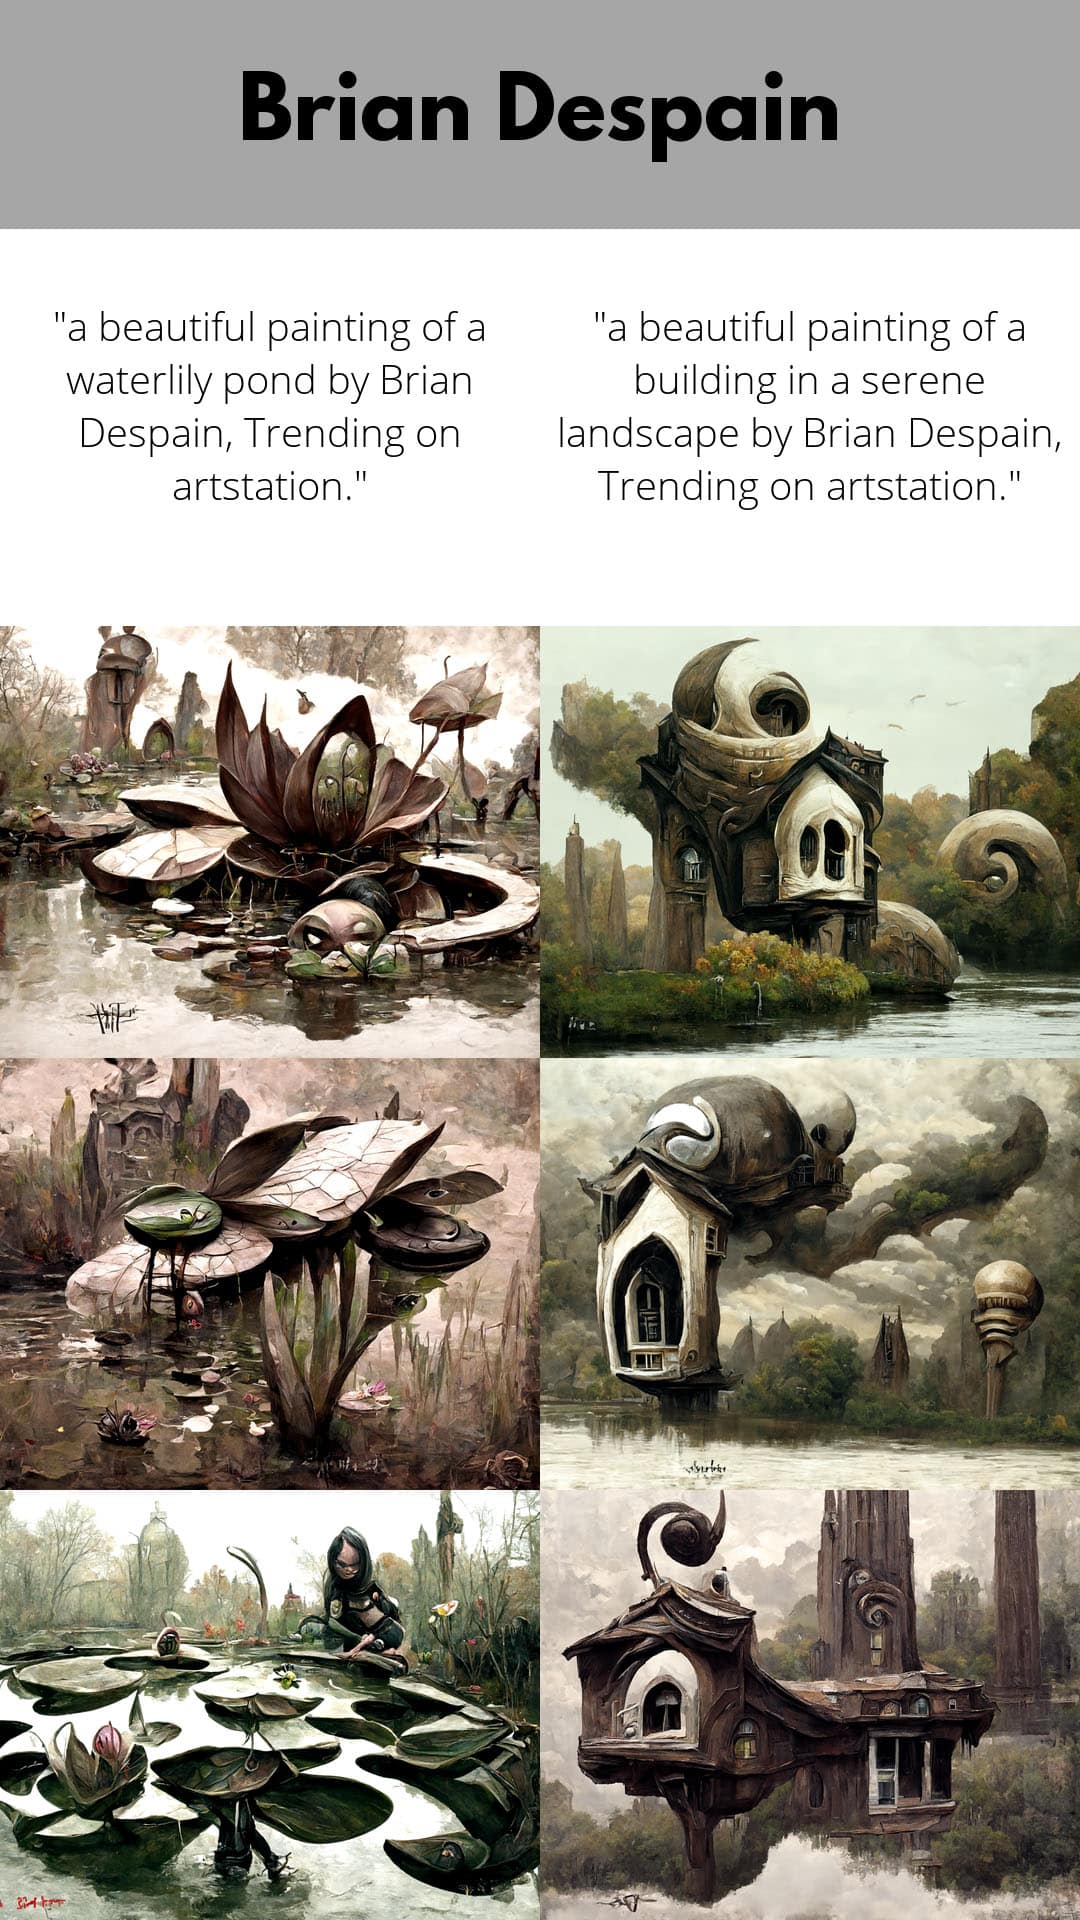 Brian Despain
"a beautiful painting of a
waterlily pond by Brian
Despain, Trending on
artstation."
"a beautiful painting of a
building in a serene
landscape by Brian Despain,
Trending on artstation."